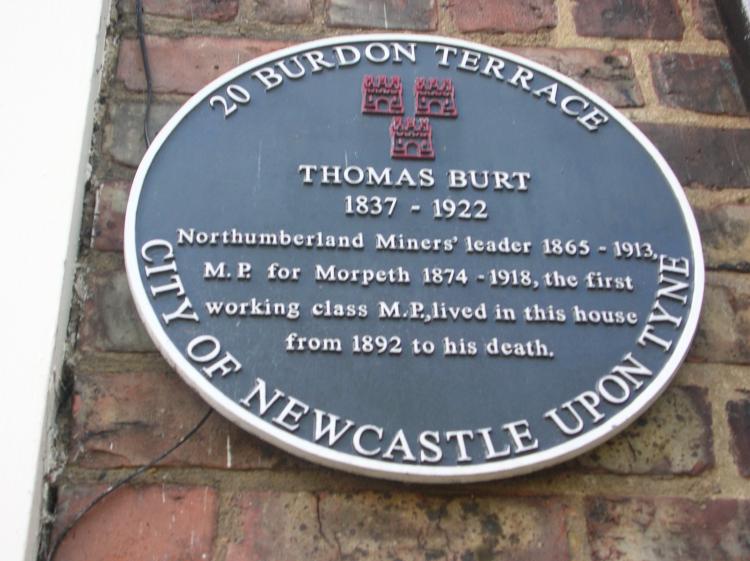 20 BURDON TERRACE
THOMAS BURT
1837 - 1922
Northumberland Miners' leader 1865 - 1913,
M.P. for Morpeth 1874 - 1918, the first
working class M.P., lived in this house
from 1892 to his death.
CITY OF NEWCASTLE UPON TYNE